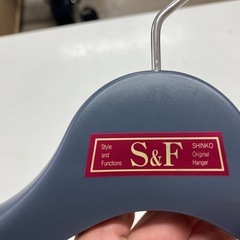 Style
and
Functions
S&F
SHINKO
Original
Hanger